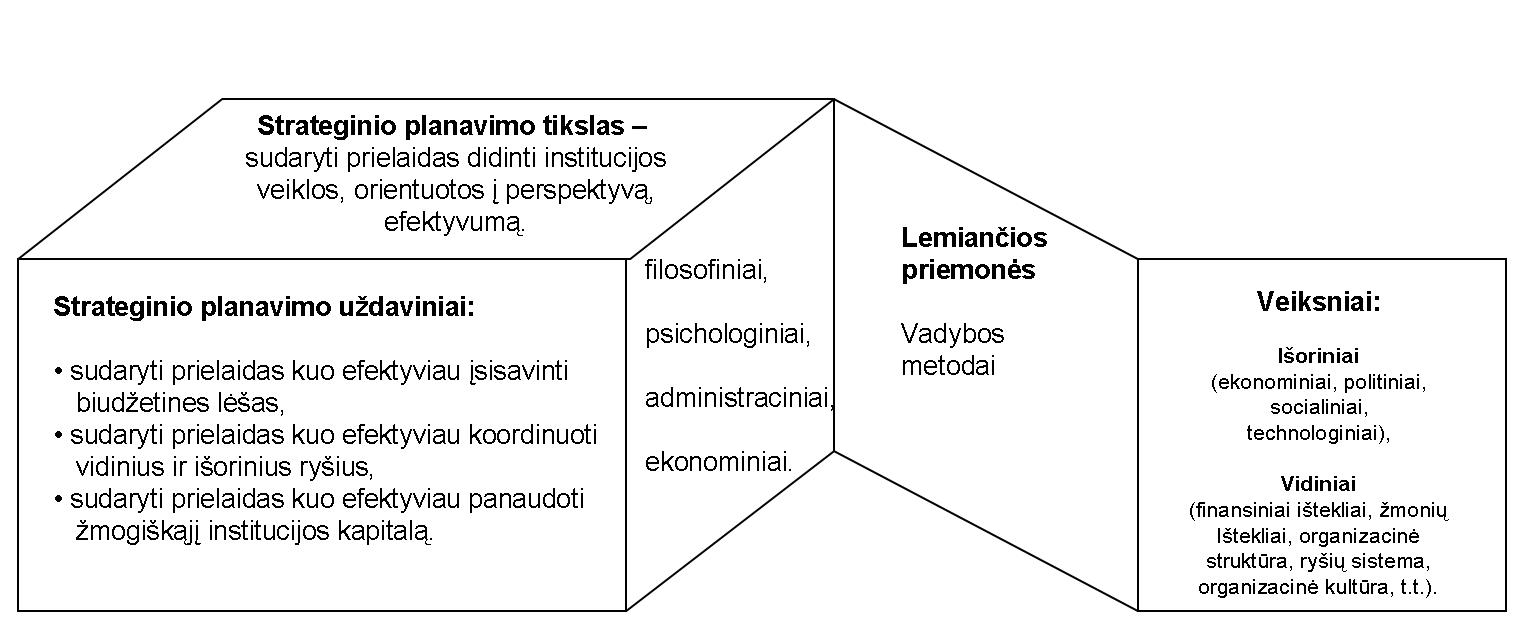 Strateginio planavimo tikslas –
sudaryti prielaidas didinti institucijos
veiklos, orientuotos į perspektyvą,
efektyvumą.
Strateginio planavimo uždaviniai:
• sudaryti prielaidas kuo efektyviau įsisavinti
biudžetines lėšas,
• sudaryti prielaidas kuo efektyviau koordinuoti
vidinius ir išorinius ryšius,
• sudaryti prielaidas kuo efektyviau panaudoti
žmogiškąjį institucijos kapitalą.
filosofiniai,
psichologiniai,
administraciniai,
ekonominiai.
Lemiančios
priemonės
Vadybos
metodai
Veiksniai:
Išoriniai
(ekonominiai, politiniai,
socialiniai,
technologiniai),
Vidiniai
(finansiniai ištekliai, žmonių
Ištekliai, organizacinė
struktūra, ryšių sistema,
organizacinė kultūra, t.t.).